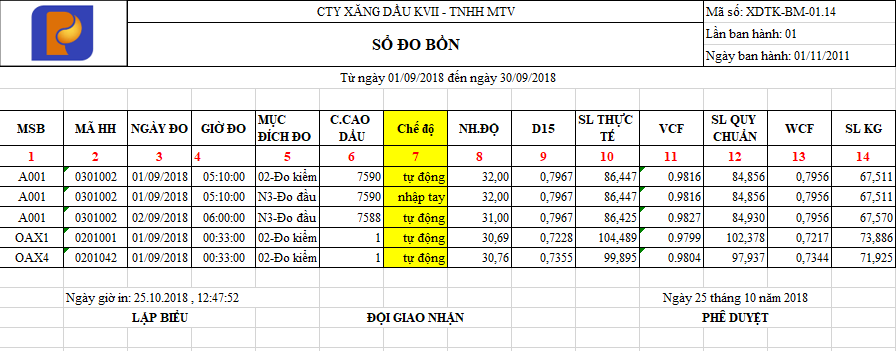 CTY XĂNG DẦU KVII - TNHH MTV
Mã số: XDTK-BM-01.14
SỔ ĐO BỒN
Lần ban hành: 01
Ngày ban hành: 01/11/2011
Từ ngày 01/09/2018 đến ngày 30/09/2018
MSB MÃ HH NGÀY ĐO GIỜ ĐO MỤC ĐÍCH ĐO C.CAO DẦU Chế độ NH.ĐỘ D15 SL THỰC TẾ VCF SL QUY CHUẨN WCF SL KG
1 2 3 4 5 6 7 8 9 10 11 12 13 14
A001 0301002 01/09/2018 05:10:00 02-Đo kiểm 7590 tự động 32,00 0,7967 86,447 0.9816 84,856 0,7956 67,511
A001 0301002 01/09/2018 05:10:00 N3-Đo đầu 7590 nhập tay 32,00 0,7967 86,447 0.9816 84,856 0,7956 67,511
A001 0301002 02/09/2018 06:00:00 N3-Đo đầu 7588 tự động 31,00 0,7967 86,425 0.9827 84,930 0,7956 67,570
OAX1 0201001 01/09/2018 00:33:00 02-Đo kiểm 1 tự động 30,69 0,7228 104,489 0.9799 102,378 0,7217 73,886
OAX4 0201042 01/09/2018 00:33:00 02-Đo kiểm 1 tự động 30,76 0,7355 99,895 0.9804 97,937 0,7344 71,925
Ngày giờ in: 25.10.2018 , 12:47:52
Ngày 25 tháng 10 năm 2018
LẬP BIỂU ĐỘI GIAO NHẬN PHÊ DUYỆT